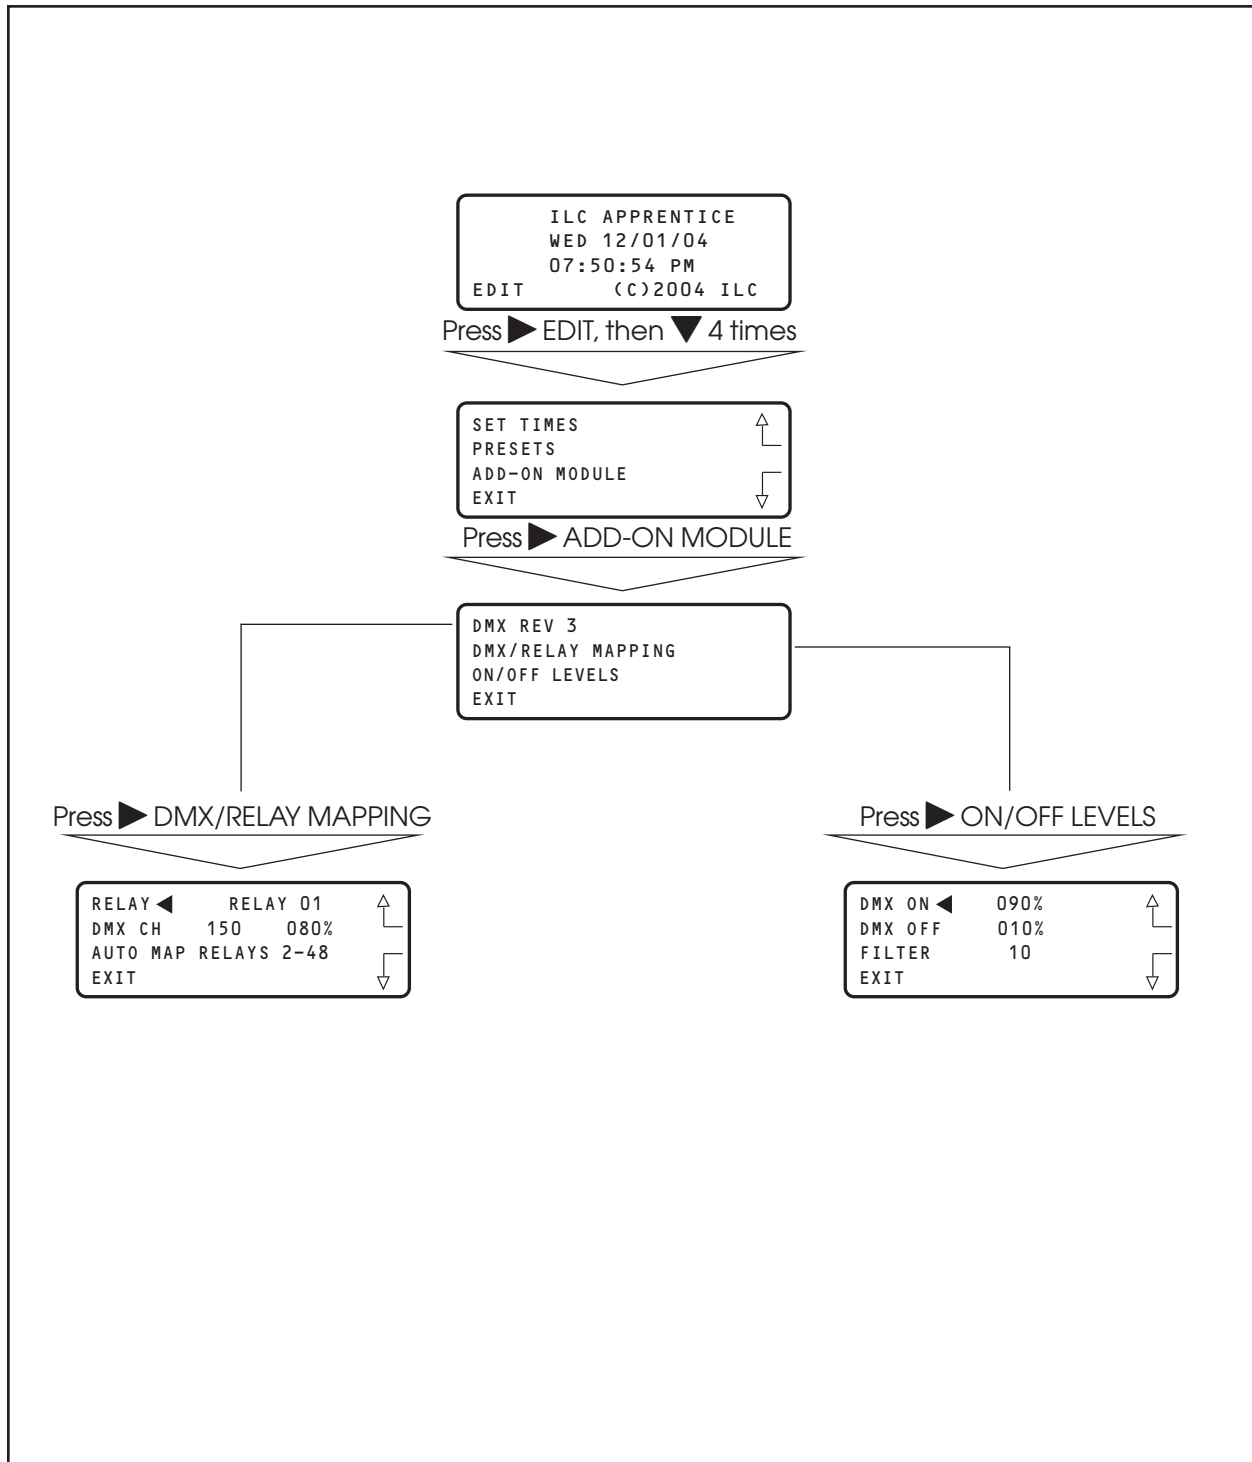 ILC APPRENTICE
WED 12/01/04
07:50:54 PM
EDIT (C)2004 ILC
Press ▶ EDIT, then ▼ 4 times
SET TIMES
PRESETS
ADD-ON MODULE
EXIT
Press ▶ ADD-ON MODULE
DMX REV 3
DMX/RELAY MAPPING
ON/OFF LEVELS
EXIT
Press ▶ DMX/RELAY MAPPING
RELAY ◀ RELAY 01
DMX CH 150 080%
AUTO MAP RELAYS 2-48
EXIT
Press ▶ ON/OFF LEVELS
DMX ON ◀ 090%
DMX OFF 010%
FILTER 10
EXIT